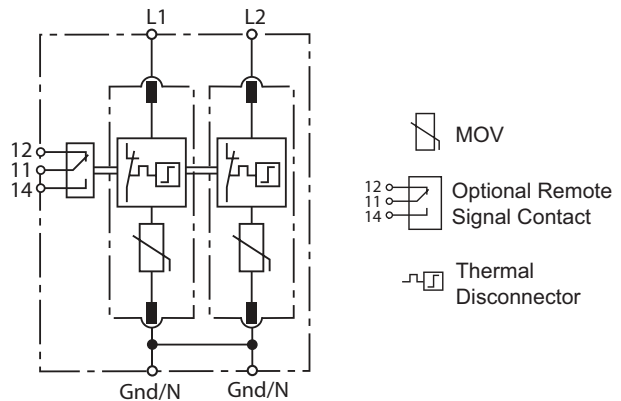 L1 L2
12
11
14
Gnd/N Gnd/N
MOV
12
11
14
Optional Remote
Signal Contact
Thermal
Disconnector